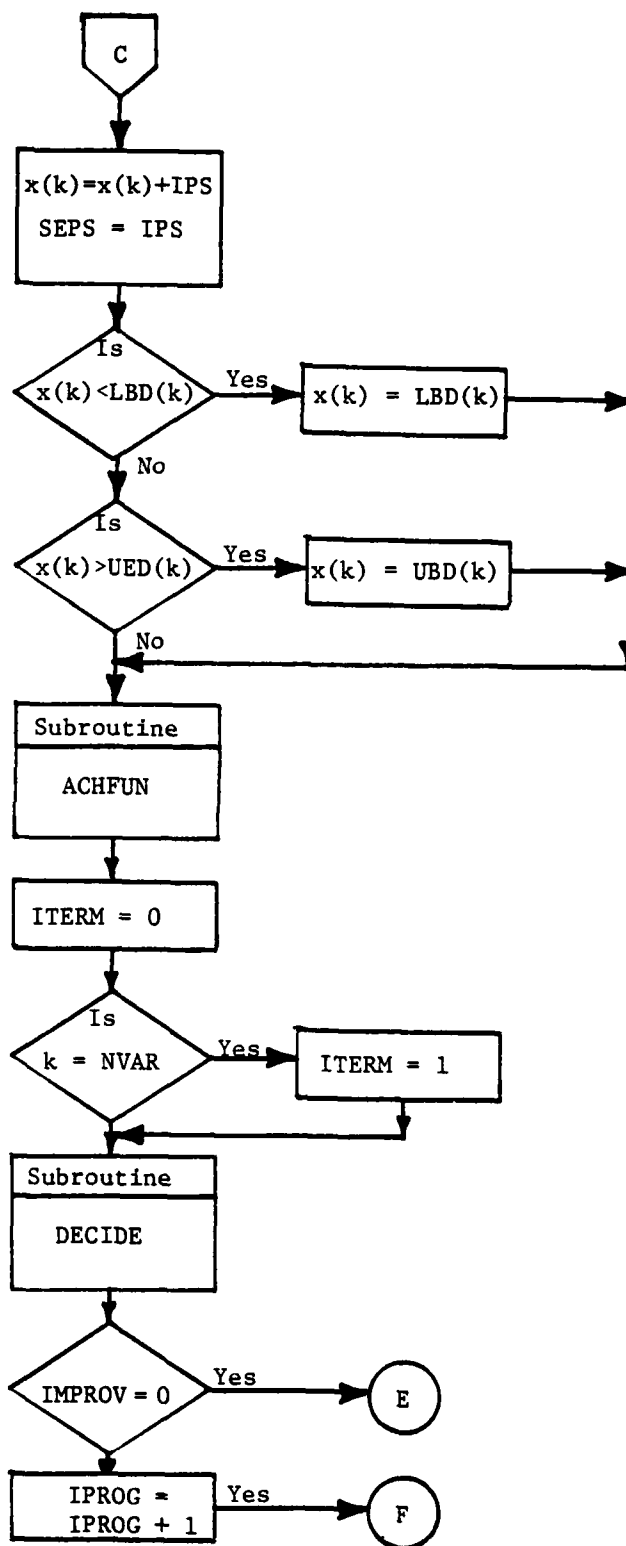 C
x(k)=x(k)+IPS
SEPS = IPS
Is
x(k)<LBD(k)
Yes
x(k) = LBD(k)
No
Is
x(k)>UED(k)
Yes
x(k) = UBD(k)
No
Subroutine
ACHFUN
ITERM = 0
Is
k = NVAR
Yes
ITERM = 1
Subroutine
DECIDE
IMPROV = 0
Yes
E
IPROG =
IPROG + 1
Yes
F